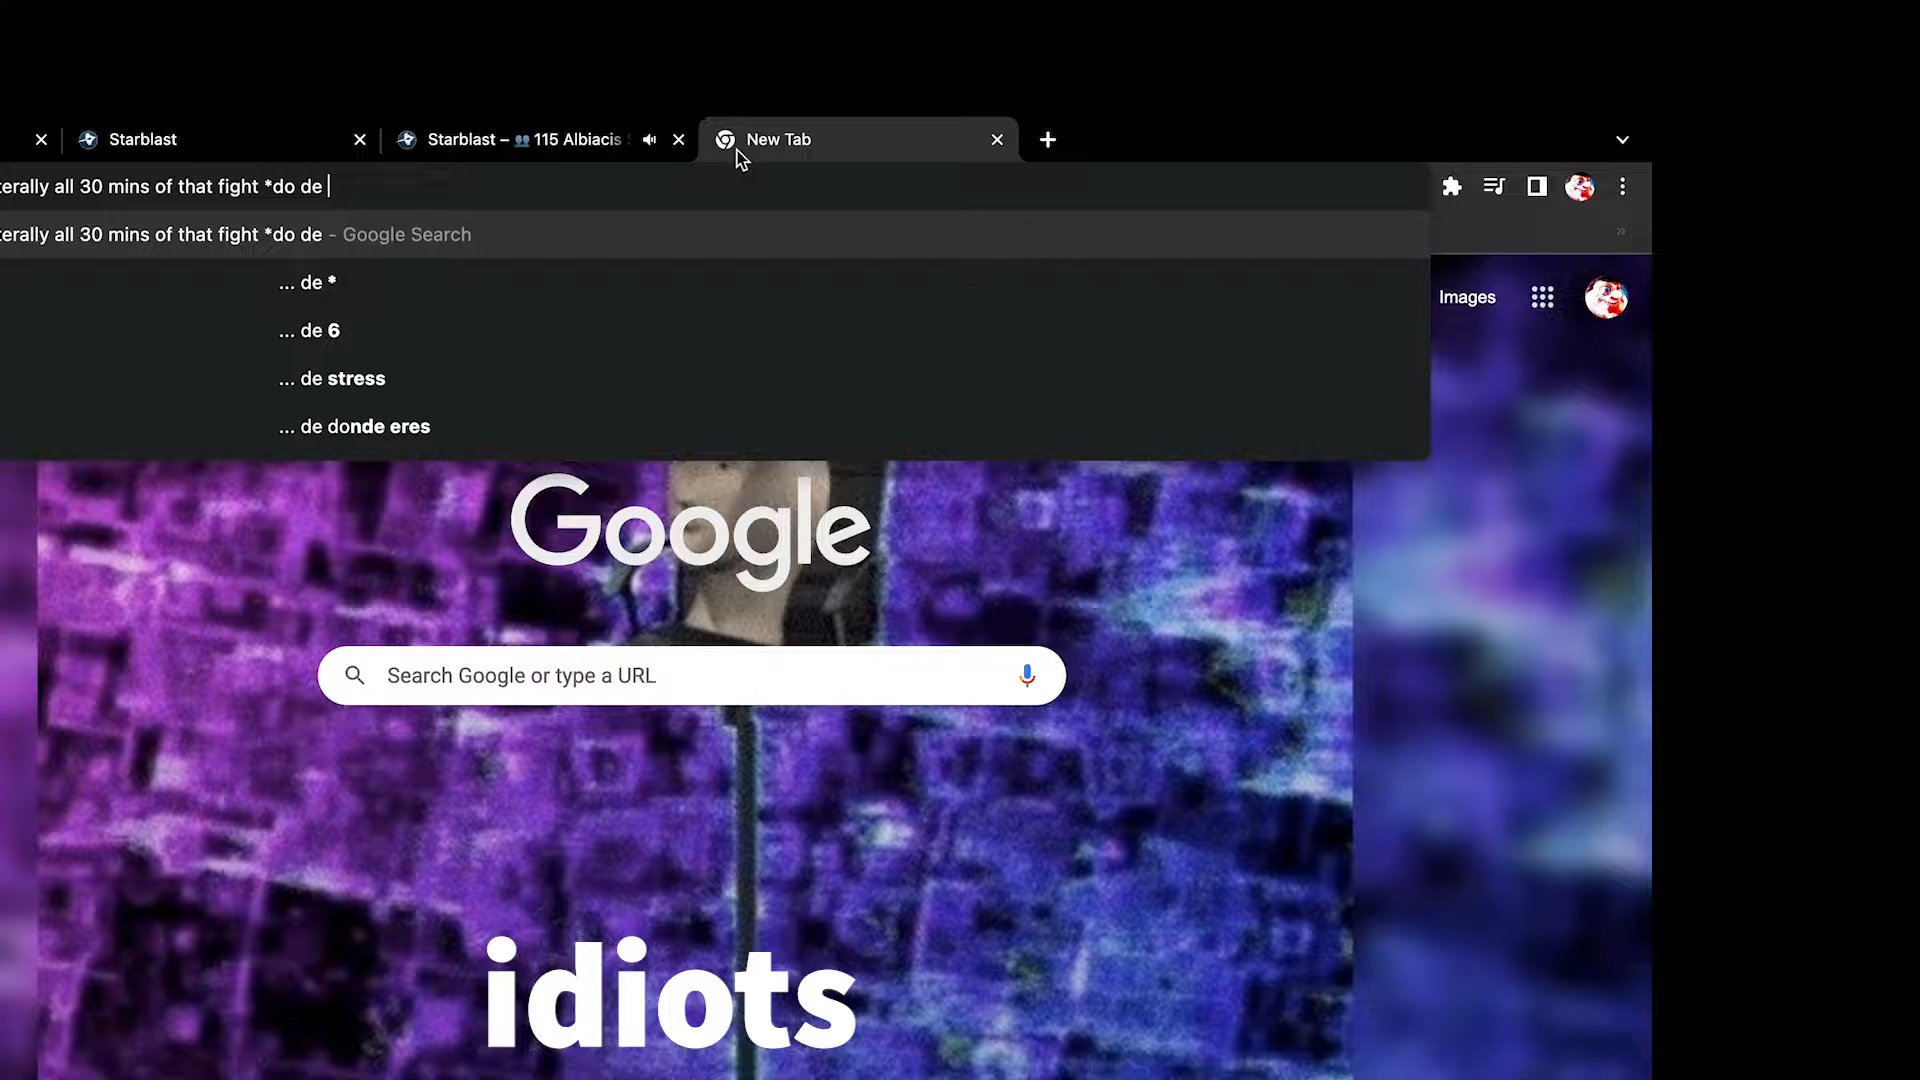 Starblast
Starblast – 👥 115 Albiacis
New Tab
terally all 30 mins of that fight *do de
terally all 30 mins of that fight *do de - Google Search
... de *
... de 6
... de stress
... de donde eres
Images
Google
Search Google or type a URL
idiots